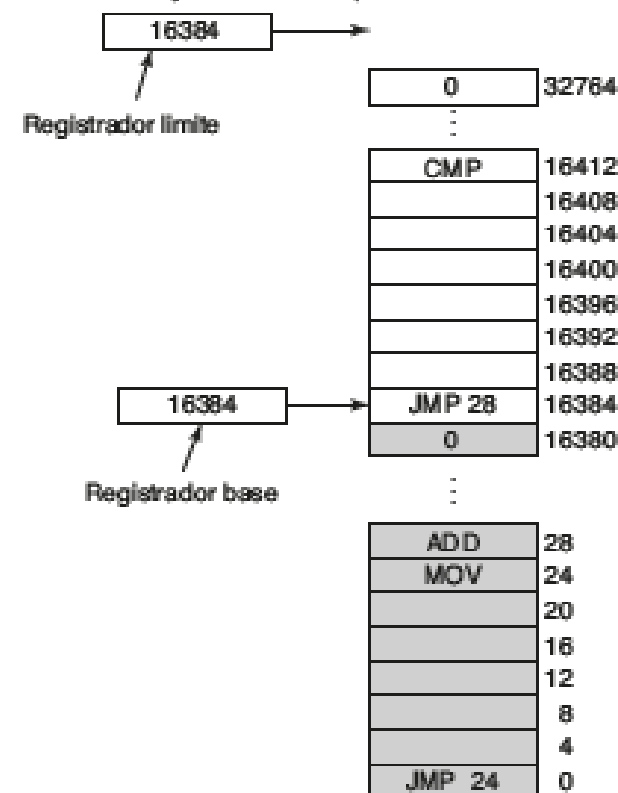 16384
Registrador limite
0 32764
CMP 16412
16408
16404
16400
16396
16392
16388
16384 JMP 28 16384
0 16380
Registrador base
ADD 28
MOV 24
20
16
12
8
4
JMP 24 0